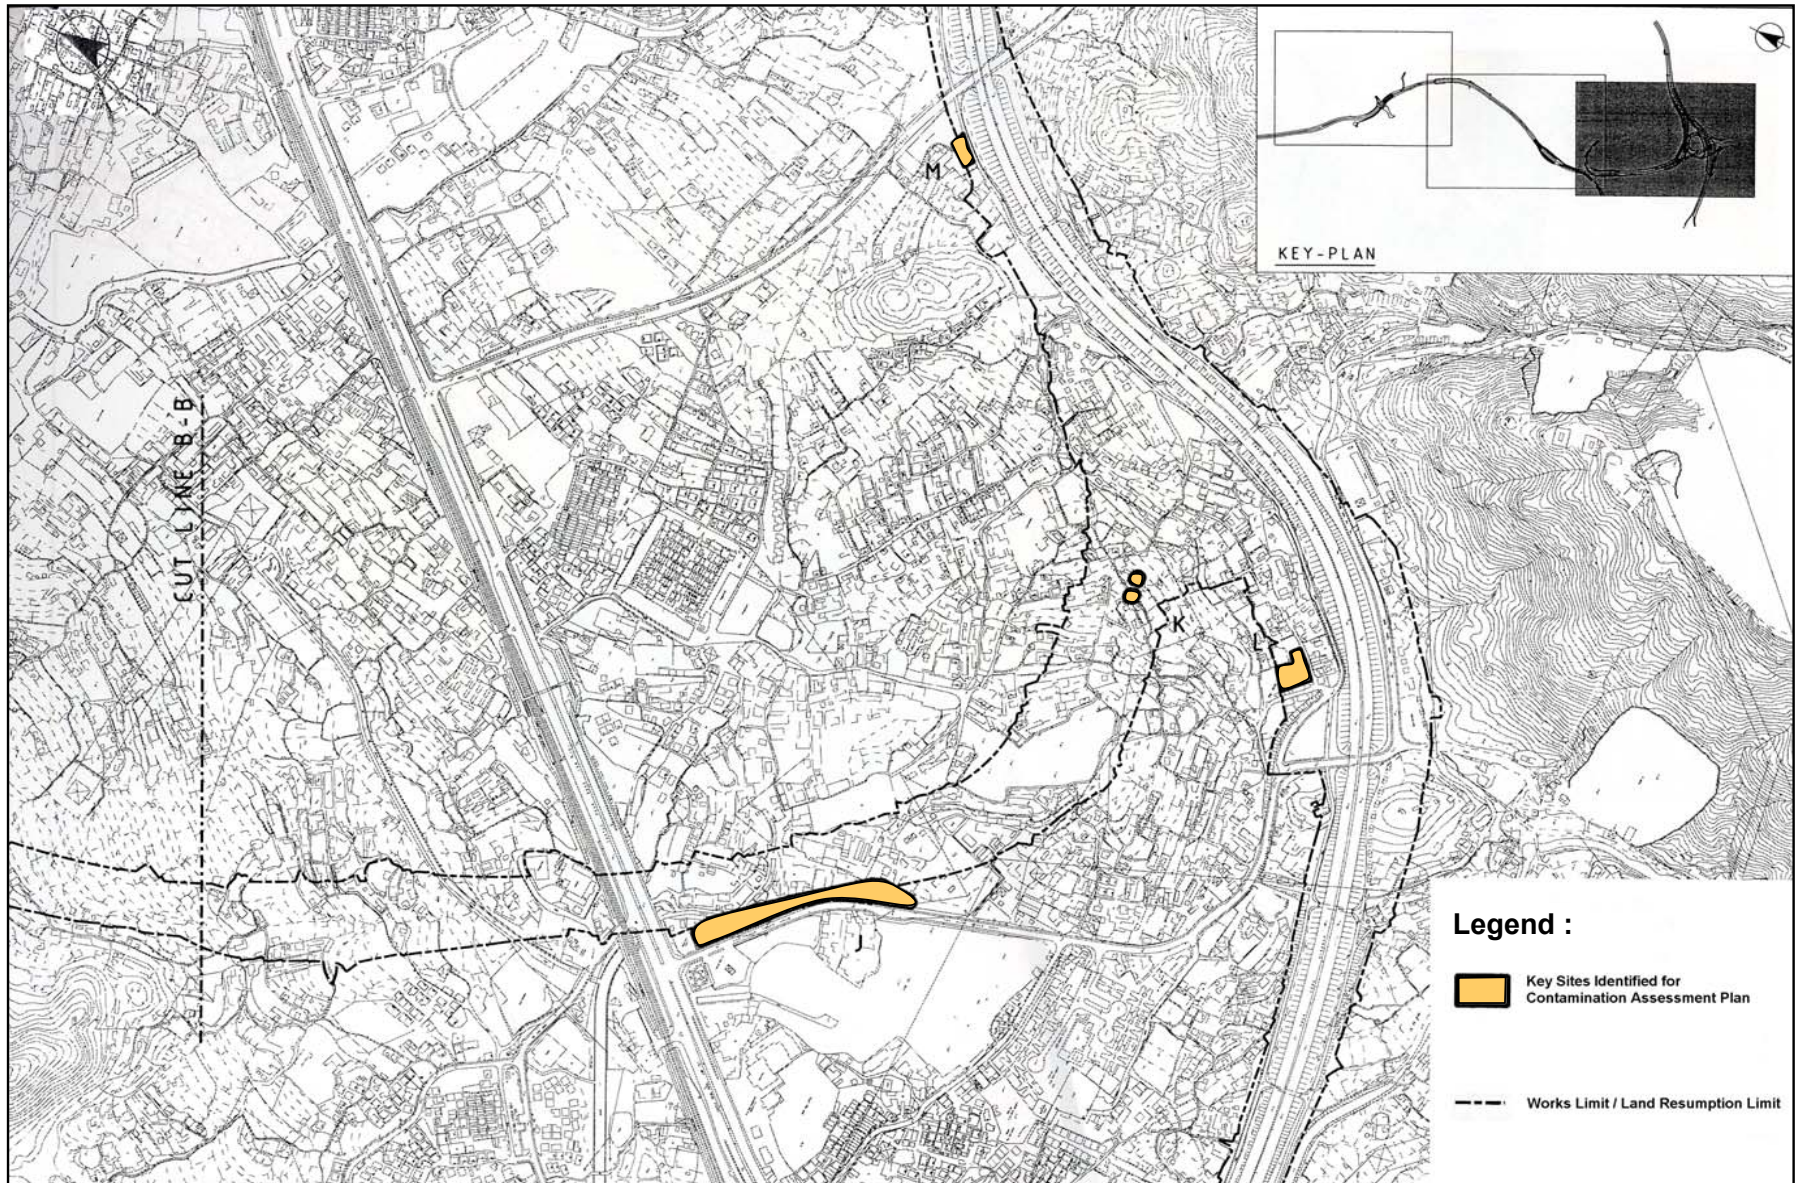 KEY-PLAN
M
CUT LINE B-B
K
L
J
Legend :
Key Sites Identified for
Contamination Assessment Plan
Works Limit / Land Resumption Limit